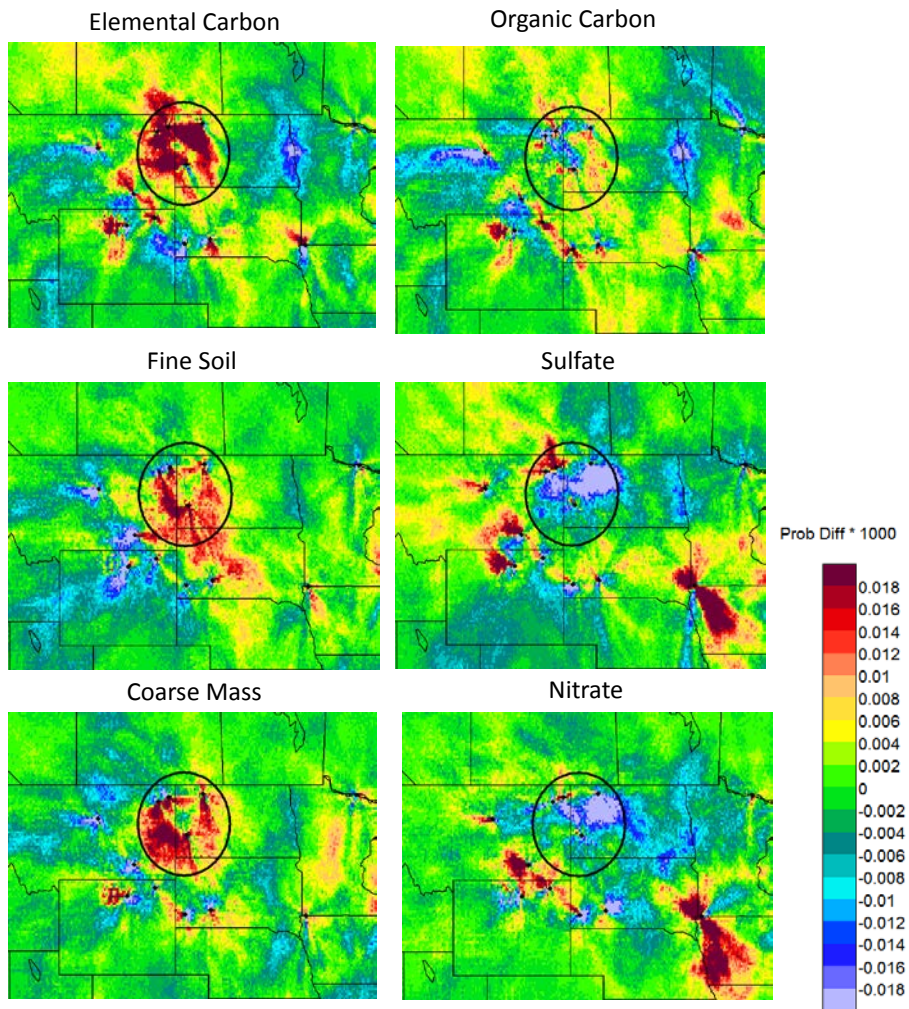 Elemental Carbon
Organic Carbon
Fine Soil
Sulfate
Prob Diff * 1000
0.018
0.016
0.014
0.012
0.01
0.008
0.006
0.004
0.002
0
-0.002
-0.004
-0.006
-0.008
-0.01
-0.012
-0.014
-0.016
-0.018
Coarse Mass
Nitrate